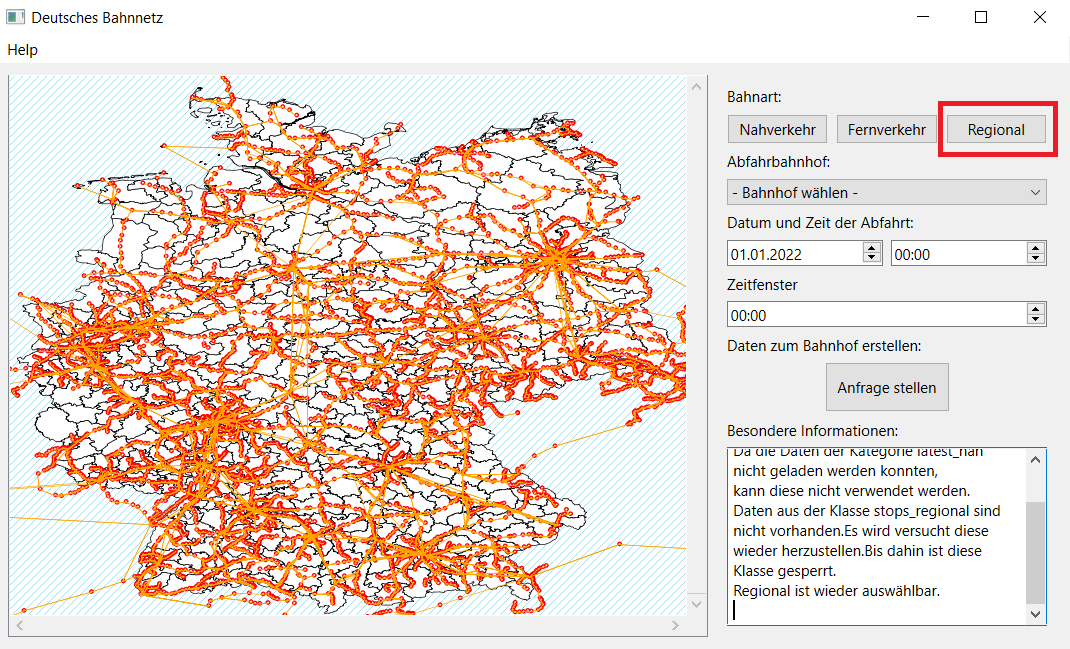 Deutsches Bahnnetz
Help
Bahnart:
Nahverkehr Fernverkehr Regional
Abfahrbahnhof:
- Bahnhof wählen -
Datum und Zeit der Abfahrt:
01.01.2022 00:00
Zeitfenster
00:00
Daten zum Bahnhof erstellen:
Anfrage stellen
Besondere Informationen:
Da die Daten der Kategorie latest_nah
nicht geladen werden konnten,
kann diese nicht verwendet werden.
Daten aus der Klasse stops_regional sind
nicht vorhanden.Es wird versucht diese
wieder herzustellen.Bis dahin ist diese
Klasse gesperrt.
Regional ist wieder auswählbar.